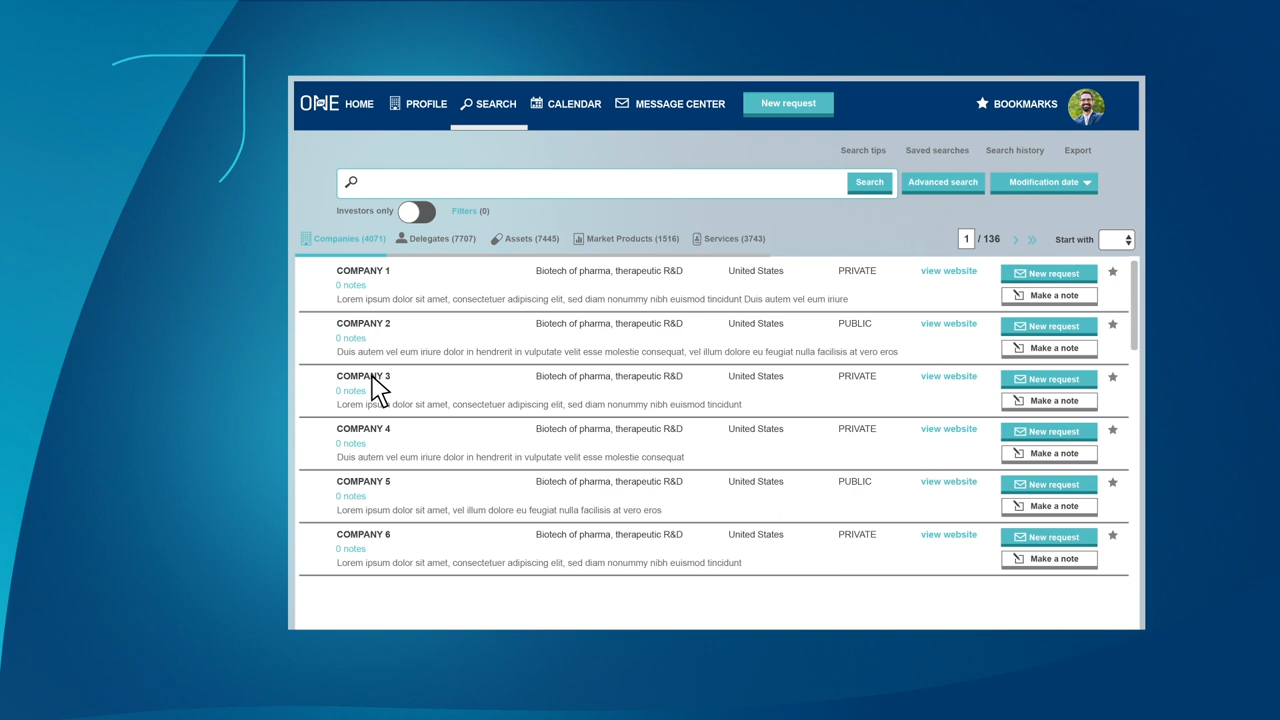 ONE HOME PROFILE SEARCH CALENDAR MESSAGE CENTER New request BOOKMARKS
Search tips Saved searches Search history Export
Search Advanced search Modification date
Investors only Filters (0)
Companies (4071) Delegates (7707) Assets (7445) Market Products (1516) Services (3743) 1 / 136 Start with
COMPANY 1 Biotech of pharma, therapeutic R&D United States PRIVATE view website New request
0 notes
Lorem ipsum dolor sit amet, consectetuer adipiscing elit, sed diam nonummy nibh euismod tincidunt Duis autem vel eum iriure Make a note
COMPANY 2 Biotech of pharma, therapeutic R&D United States PUBLIC view website New request
0 notes
Duis autem vel eum iriure dolor in hendrerit in vulputate velit esse molestie consequat, vel illum dolore eu feugiat nulla facilisis at vero eros Make a note
COMPANY 3 Biotech of pharma, therapeutic R&D United States PRIVATE view website New request
0 notes
Lorem ipsum dolor sit amet, consectetuer adipiscing elit, sed diam nonummy nibh euismod tincidunt Make a note
COMPANY 4 Biotech of pharma, therapeutic R&D United States PRIVATE view website New request
0 notes
Duis autem vel eum iriure dolor in hendrerit in vulputate velit esse molestie consequat Make a note
COMPANY 5 Biotech of pharma, therapeutic R&D United States PUBLIC view website New request
0 notes
Lorem ipsum dolor sit amet, vel illum dolore eu feugiat nulla facilisis at vero eros Make a note
COMPANY 6 Biotech of pharma, therapeutic R&D United States PRIVATE view website New request
0 notes
Lorem ipsum dolor sit amet, consectetuer adipiscing elit, sed diam nonummy nibh euismod tincidunt Make a note